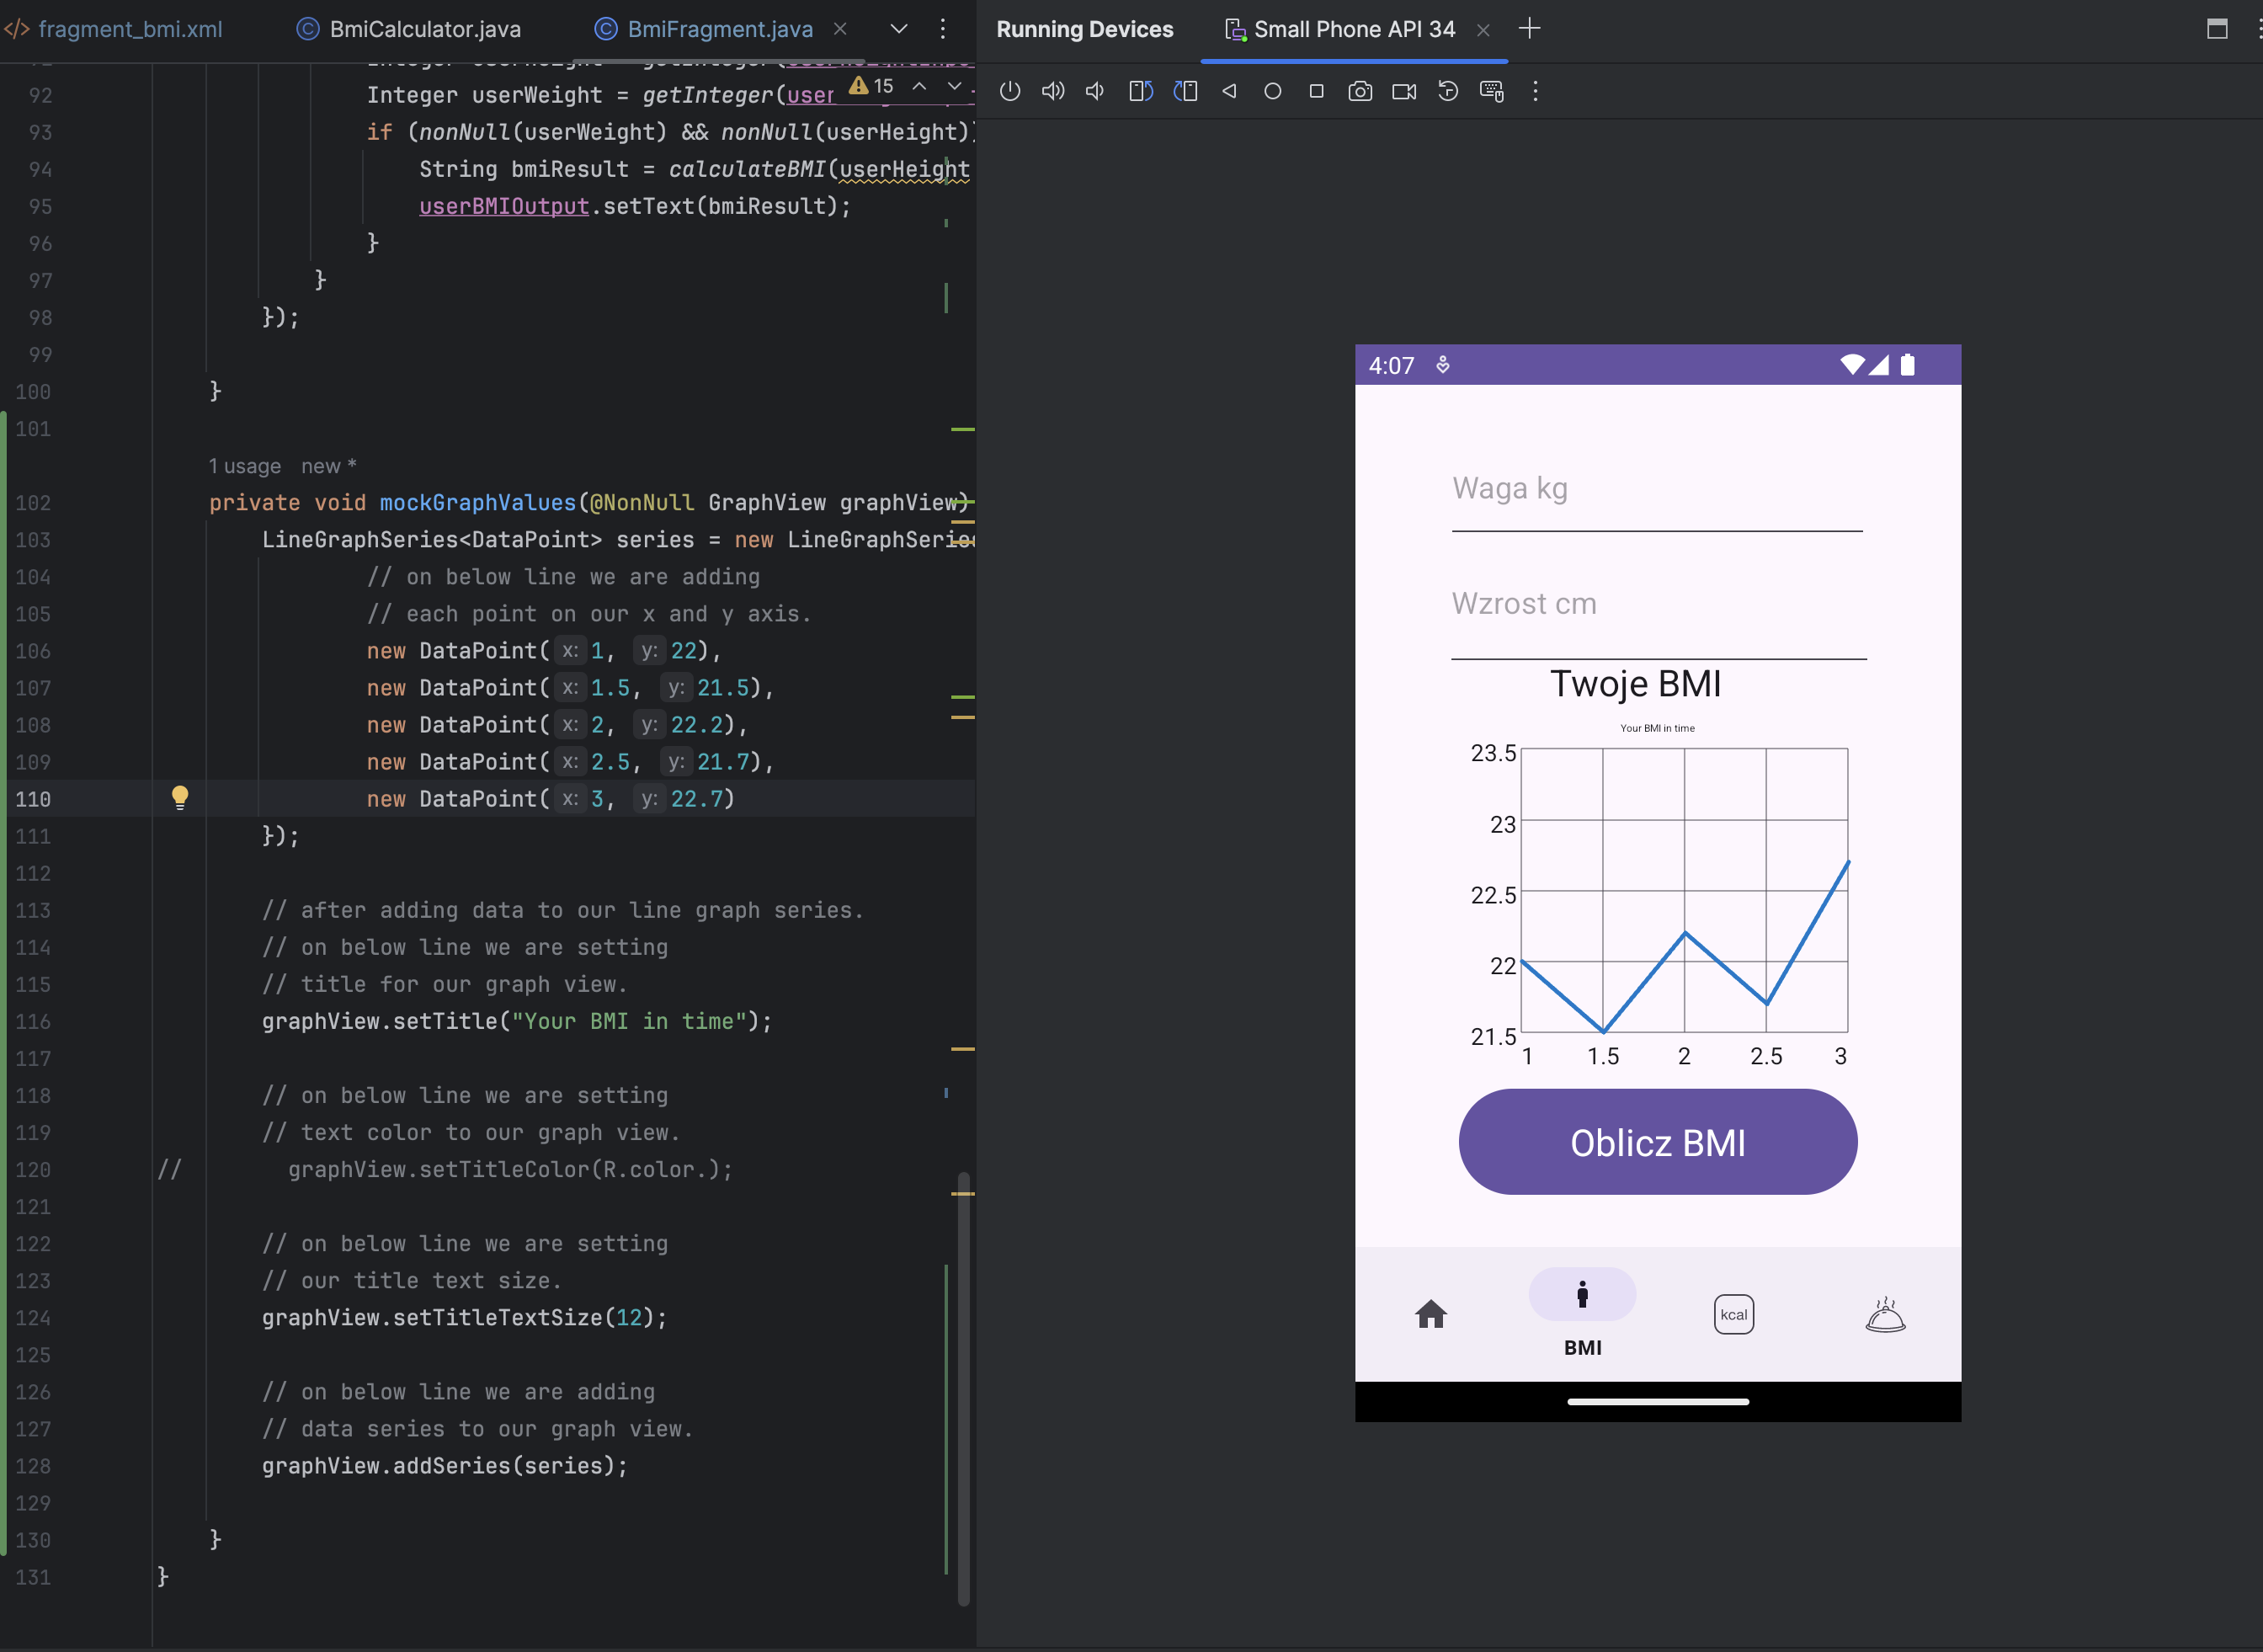 fragment_bmi.xml BmiCalculator.java BmiFragment.java
92 Integer userWeight = getInteger(user 15
93 if (nonNull(userWeight) && nonNull(userHeight))
94 String bmiResult = calculateBMI(userHeight
95 userBMIOutput.setText(bmiResult);
96 }
97 }
98 });
99
100 }
101
1 usage new *
102 private void mockGraphValues(@NonNull GraphView graphView)
103 LineGraphSeries<DataPoint> series = new LineGraphSeries
104 // on below line we are adding
105 // each point on our x and y axis.
106 new DataPoint( x: 1, y: 22),
107 new DataPoint( x: 1.5, y: 21.5),
108 new DataPoint( x: 2, y: 22.2),
109 new DataPoint( x: 2.5, y: 21.7),
110 new DataPoint( x: 3, y: 22.7)
111 });
112
113 // after adding data to our line graph series.
114 // on below line we are setting
115 // title for our graph view.
116 graphView.setTitle("Your BMI in time");
117
118 // on below line we are setting
119 // text color to our graph view.
120 // graphView.setTitleColor(R.color.);
121
122 // on below line we are setting
123 // our title text size.
124 graphView.setTitleTextSize(12);
125
126 // on below line we are adding
127 // data series to our graph view.
128 graphView.addSeries(series);
129
130 }
131 }
Running Devices Small Phone API 34
4:07
Waga kg
Wzrost cm
Twoje BMI
Your BMI in time
23.5
23
22.5
22
21.5
1 1.5 2 2.5 3
Oblicz BMI
kcal
BMI